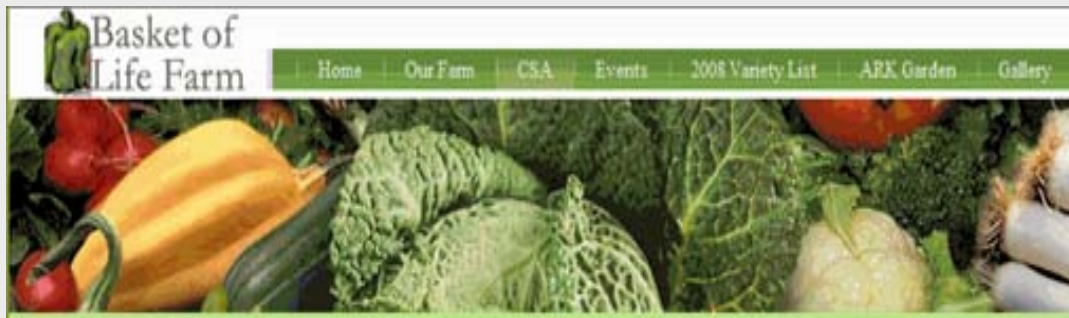 Basket of
Life Farm
Home Our Farm CSA Events 2008 Variety List ARK Garden Gallery